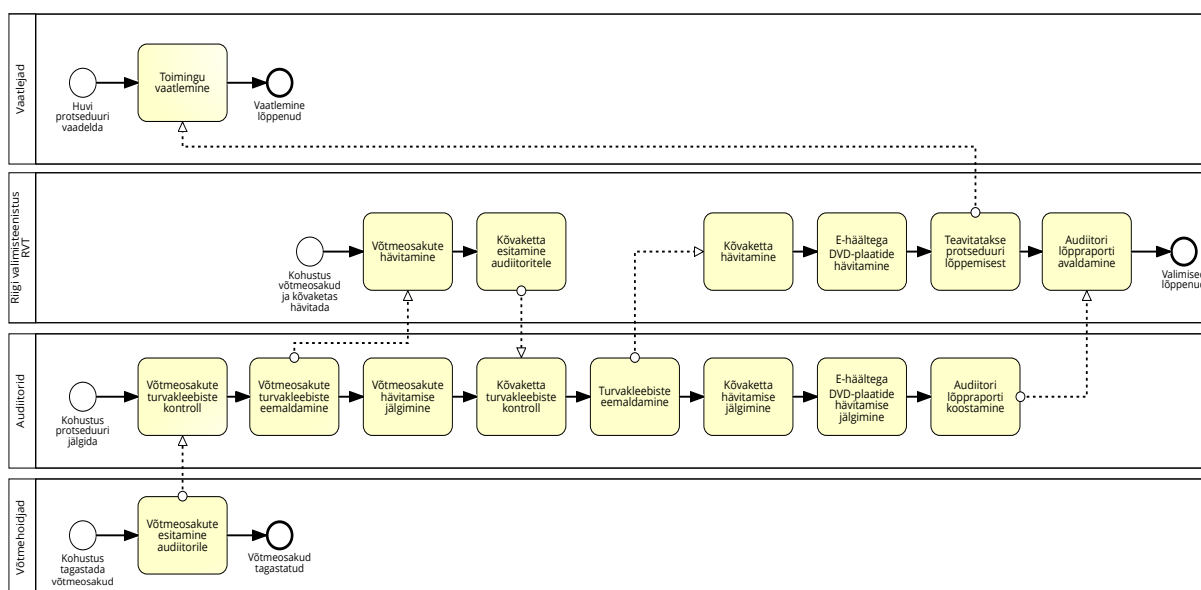 Vaatlejad
Huvi
protseduuri
vaadelda
Toimingu
vaatlemine
Vaatlemine
lõppenud
Riigi valimisteenistus
RVT
Kohustus
võtmeosakud
ja kõvaketas
hävitada
Võtmeosakute
hävitamine
Kõvaketta
esitamine
audiitoritele
Kõvaketta
hävitamine
E-häältega
DVD-plaatide
hävitamine
Teavitatakse
protseduuri
lõppemisest
Audiitori
lõppraporti
avaldamine
Valimised
lõppenud
Audiitorid
Kohustus
protseduuri
jälgida
Võtmeosakute
turvakleebiste
kontroll
Võtmeosakute
turvakleebiste
eemaldamine
Võtmeosakute
hävitamise
jälgimine
Kõvaketta
turvakleebiste
kontroll
Turvakleebiste
eemaldamine
Kõvaketta
hävitamise
jälgimine
E-häältega
DVD-plaatide
hävitamise
jälgimine
Audiitori
lõppraporti
koostamine
Võtmehoidjad
Kohustus
tagastada
võtmeosakud
Võtmeosakute
esitamine
audiitorile
Võtmeosakud
tagastatud